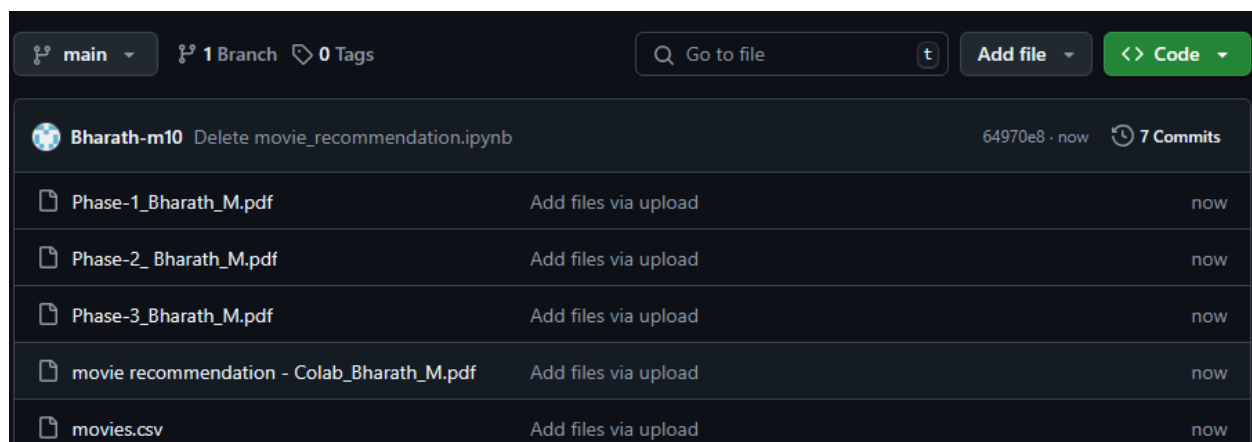 main 1 Branch 0 Tags Go to file t Add file <> Code
Bharath-m10 Delete movie_recommendation.ipynb 64970e8 · now 7 Commits
Phase-1_Bharath_M.pdf Add files via upload now
Phase-2_ Bharath_M.pdf Add files via upload now
Phase-3_Bharath_M.pdf Add files via upload now
movie recommendation - Colab_Bharath_M.pdf Add files via upload now
movies.csv Add files via upload now